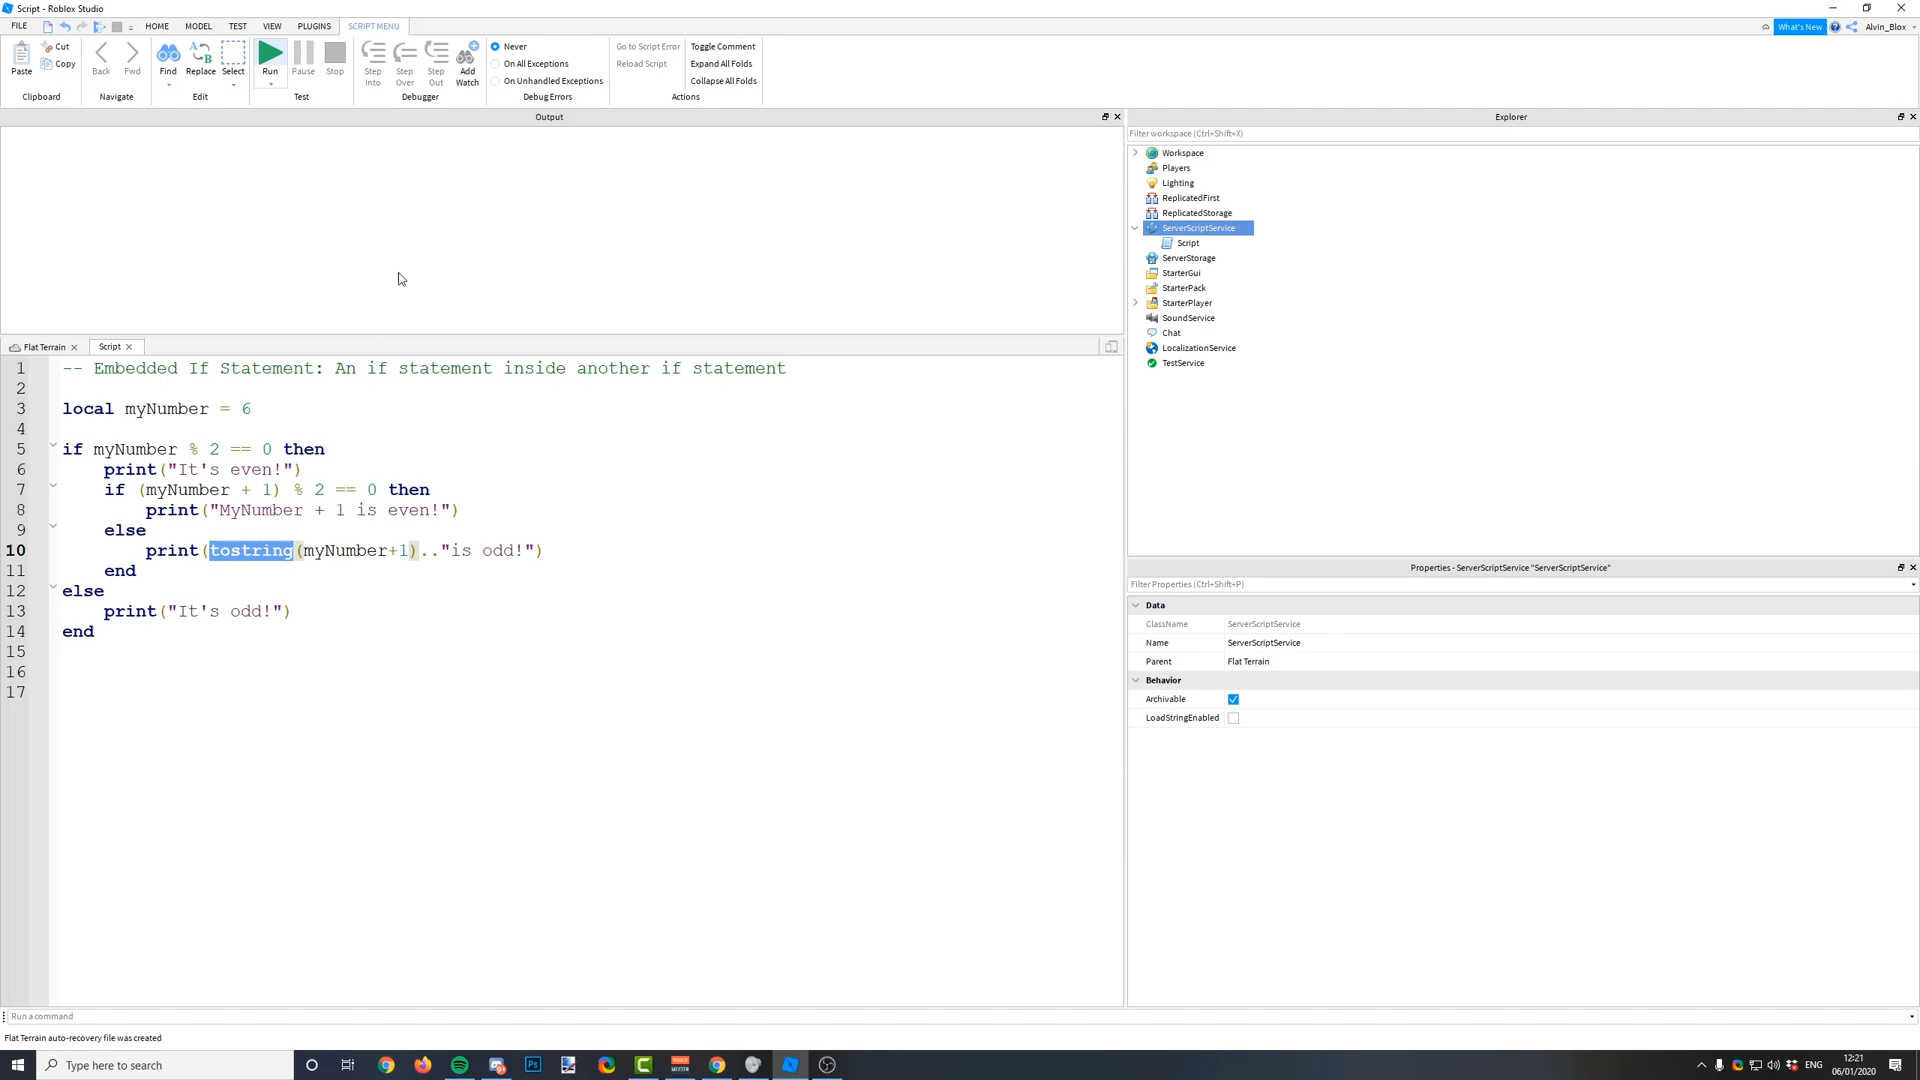 Script - Roblox Studio
FILE HOME MODEL TEST VIEW PLUGINS SCRIPT MENU What's New Alvin_Blox
Paste Cut Copy Back Fwd Find Replace Select Run Pause Stop Step Into Step Over Step Out Add Watch
Never Go to Script Error Toggle Comment
On All Exceptions Reload Script Expand All Folds
On Unhandled Exceptions Collapse All Folds
Clipboard Navigate Edit Test Debugger Debug Errors Actions
Output
Explorer
Filter workspace (Ctrl+Shift+X)
Workspace
Players
Lighting
ReplicatedFirst
ReplicatedStorage
ServerScriptService
Script
ServerStorage
StarterGui
StarterPack
StarterPlayer
SoundService
Chat
LocalizationService
TestService
Flat Terrain Script
1 -- Embedded If Statement: An if statement inside another if statement
2
3 local myNumber = 6
4
5 if myNumber % 2 == 0 then
6 print("It's even!")
7 if (myNumber + 1) % 2 == 0 then
8 print("MyNumber + 1 is even!")
9 else
10 print(tostring(myNumber+1).."is odd!")
11 end
12 else
13 print("It's odd!")
14 end
15
16
17
Properties - ServerScriptService "ServerScriptService"
Filter Properties (Ctrl+Shift+P)
Data
ClassName ServerScriptService
Name ServerScriptService
Parent Flat Terrain
Behavior
Archivable
LoadStringEnabled
Run a command
Flat Terrain auto-recovery file was created
Type here to search
Ps
ENG
12:21
06/01/2020